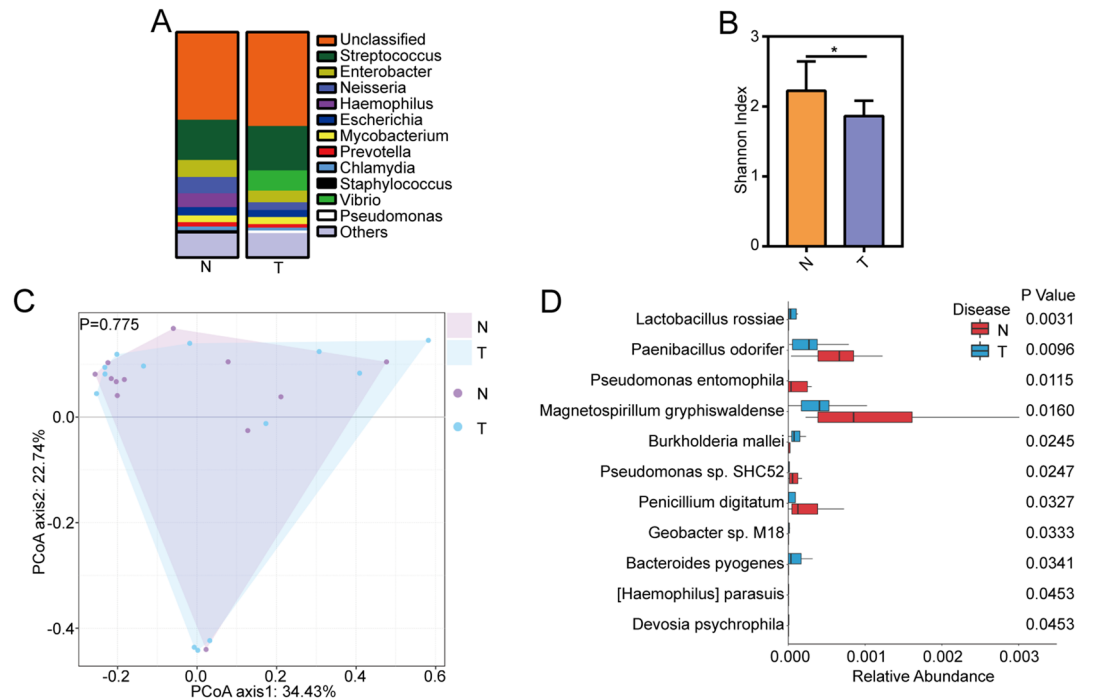 A
Unclassified
Streptococcus
Enterobacter
Neisseria
Haemophilus
Escherichia
Mycobacterium
Prevotella
Chlamydia
Staphylococcus
Vibrio
Pseudomonas
Others
N T
B
Shannon Index
3
2
1
0
*
N T
C
P=0.775
N
T
N
T
0.0
-0.2
-0.4
PCoA axis2: 22.74%
-0.2 0.0 0.2 0.4 0.6
PCoA axis1: 34.43%
D
Disease
N
T
P Value
Lactobacillus rossiae 0.0031
Paenibacillus odorifer 0.0096
Pseudomonas entomophila 0.0115
Magnetospirillum gryphiswaldense 0.0160
Burkholderia mallei 0.0245
Pseudomonas sp. SHC52 0.0247
Penicillium digitatum 0.0327
Geobacter sp. M18 0.0333
Bacteroides pyogenes 0.0341
[Haemophilus] parasuis 0.0453
Devosia psychrophila 0.0453
0.000 0.001 0.002 0.003
Relative Abundance